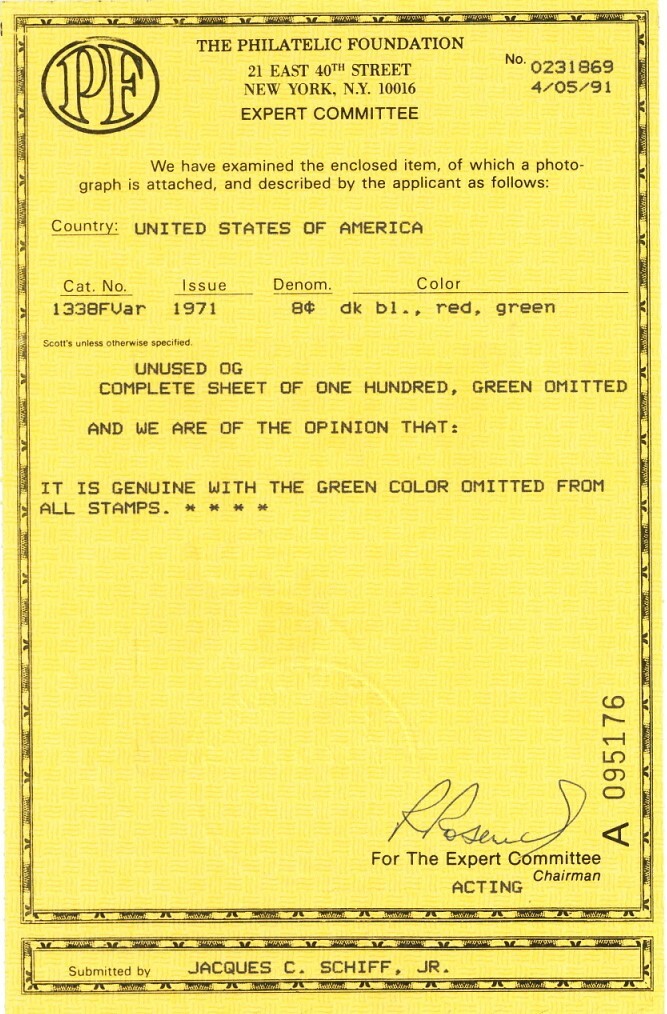 PF
THE PHILATELIC FOUNDATION
21 EAST 40TH STREET
NEW YORK, N.Y. 10016
EXPERT COMMITTEE
No. 0231869
4/05/91
We have examined the enclosed item, of which a photo-
graph is attached, and described by the applicant as follows:
Country: UNITED STATES OF AMERICA
Cat. No. Issue Denom. Color
1338FVar 1971 8¢ dk bl., red, green
Scott's unless otherwise specified.
UNUSED OG
COMPLETE SHEET OF ONE HUNDRED, GREEN OMITTED
AND WE ARE OF THE OPINION THAT:
IT IS GENUINE WITH THE GREEN COLOR OMITTED FROM
ALL STAMPS. * * * *
A 095176
For The Expert Committee
Chairman
ACTING
Submitted by JACQUES C. SCHIFF, JR.